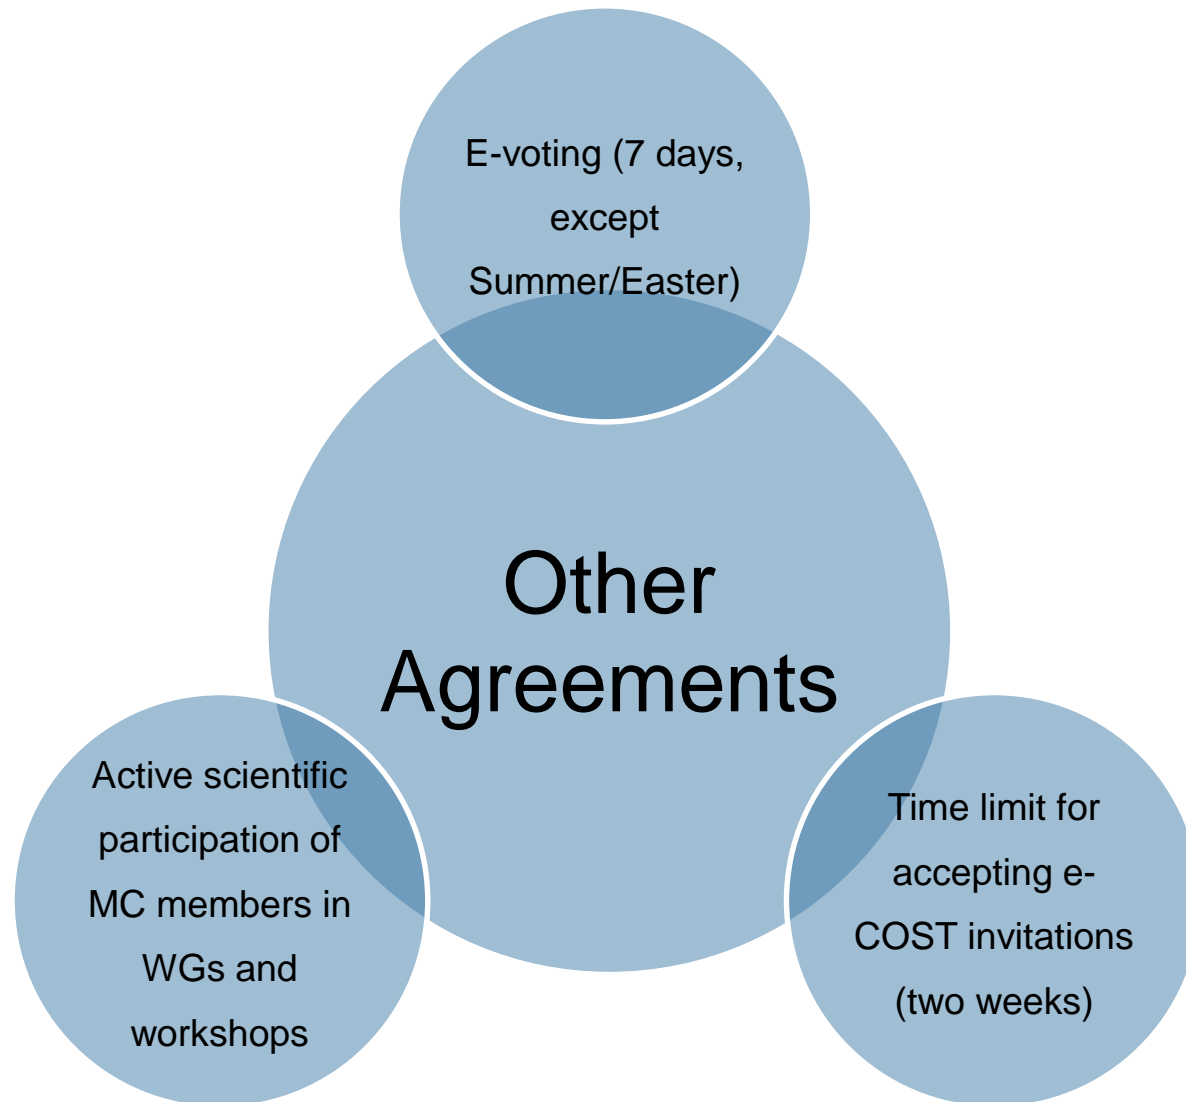 E-voting (7 days,
except
Summer/Easter)
Other
Agreements
Active scientific
participation of
MC members in
WGs and
workshops
Time limit for
accepting e-
COST invitations
(two weeks)